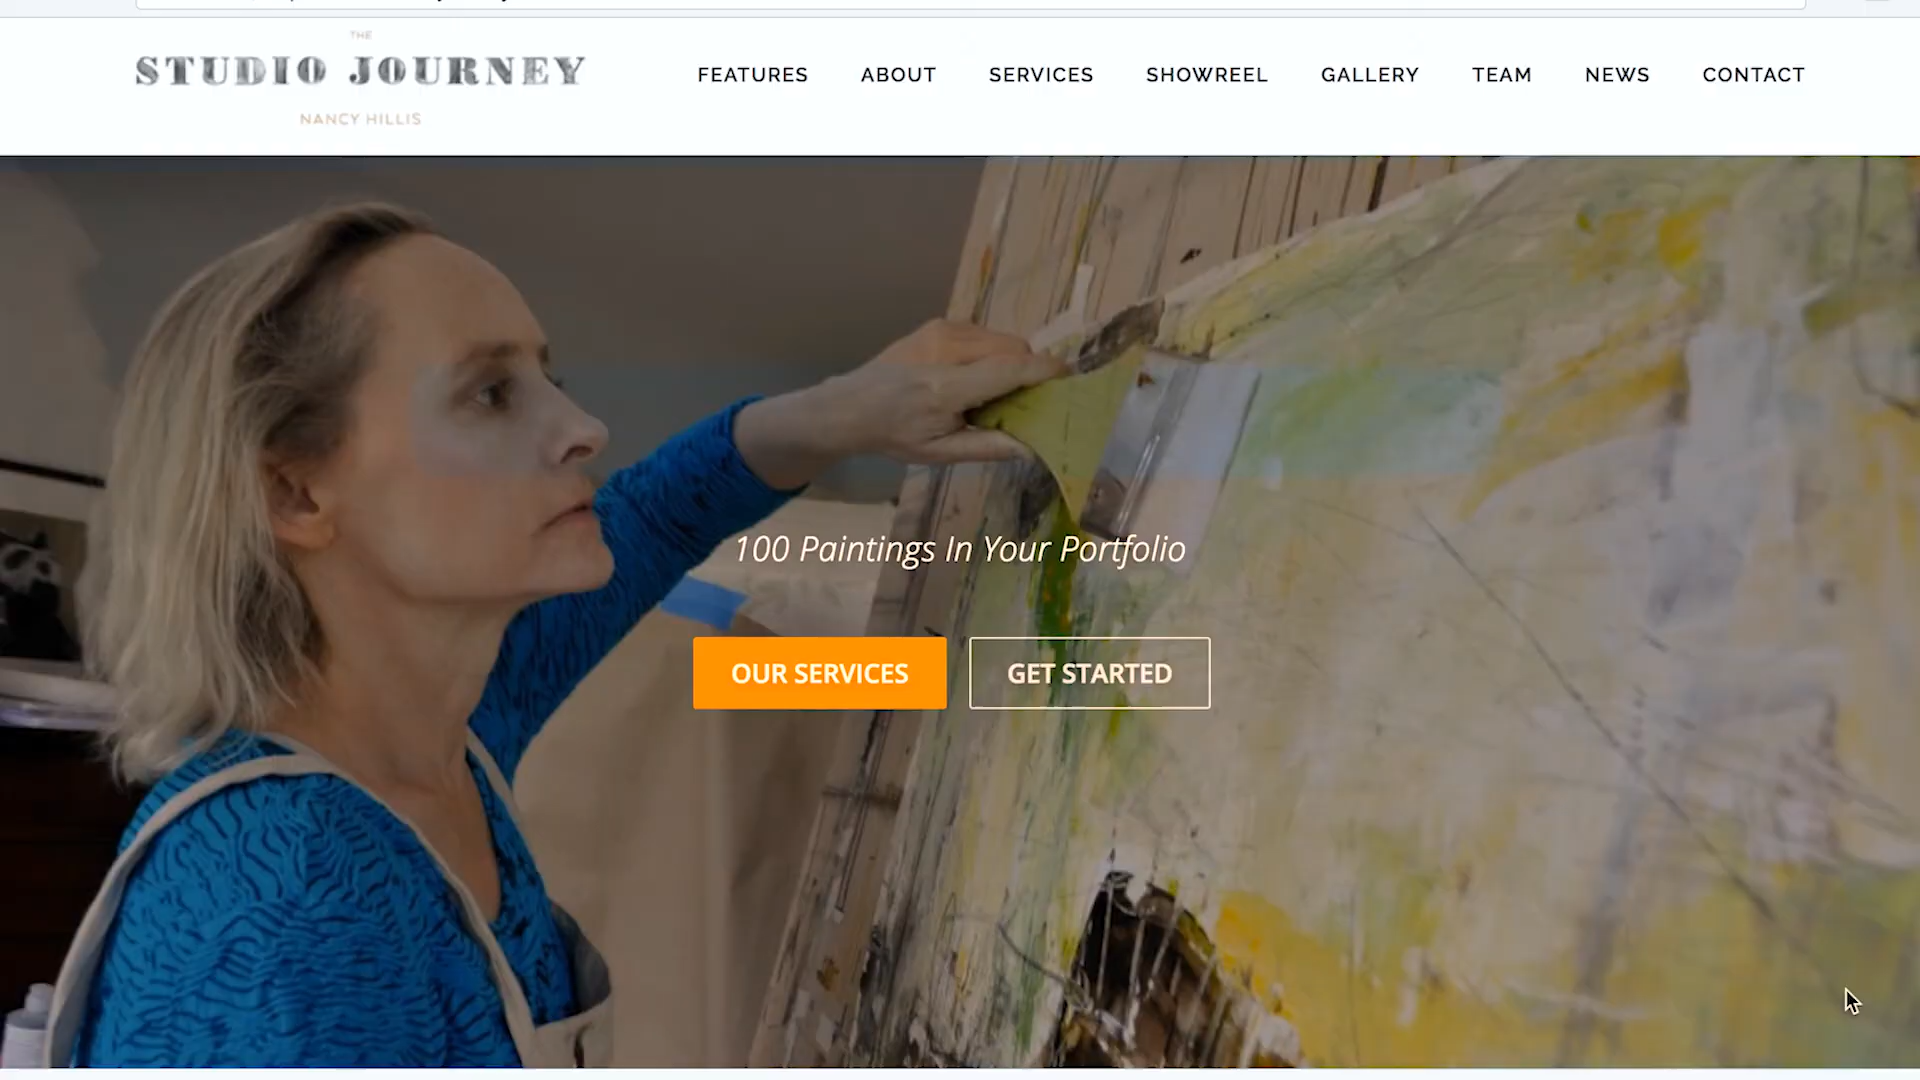 THE
STUDIO JOURNEY
NANCY HILLIS
FEATURES ABOUT SERVICES SHOWREEL GALLERY TEAM NEWS CONTACT
100 Paintings In Your Portfolio
OUR SERVICES GET STARTED